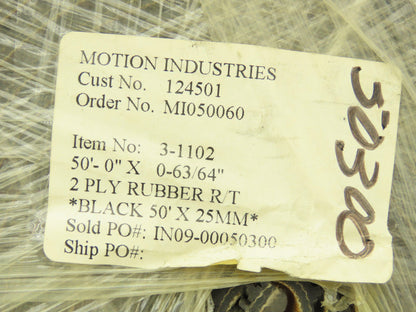 MOTION INDUSTRIES
Cust No. 124501
Order No. MI050060
Item No: 3-1102
50'- 0" X 0-63/64"
2 PLY RUBBER R/T
*BLACK 50' X 25MM*
Sold PO#: IN09-00050300
Ship PO#:
50300